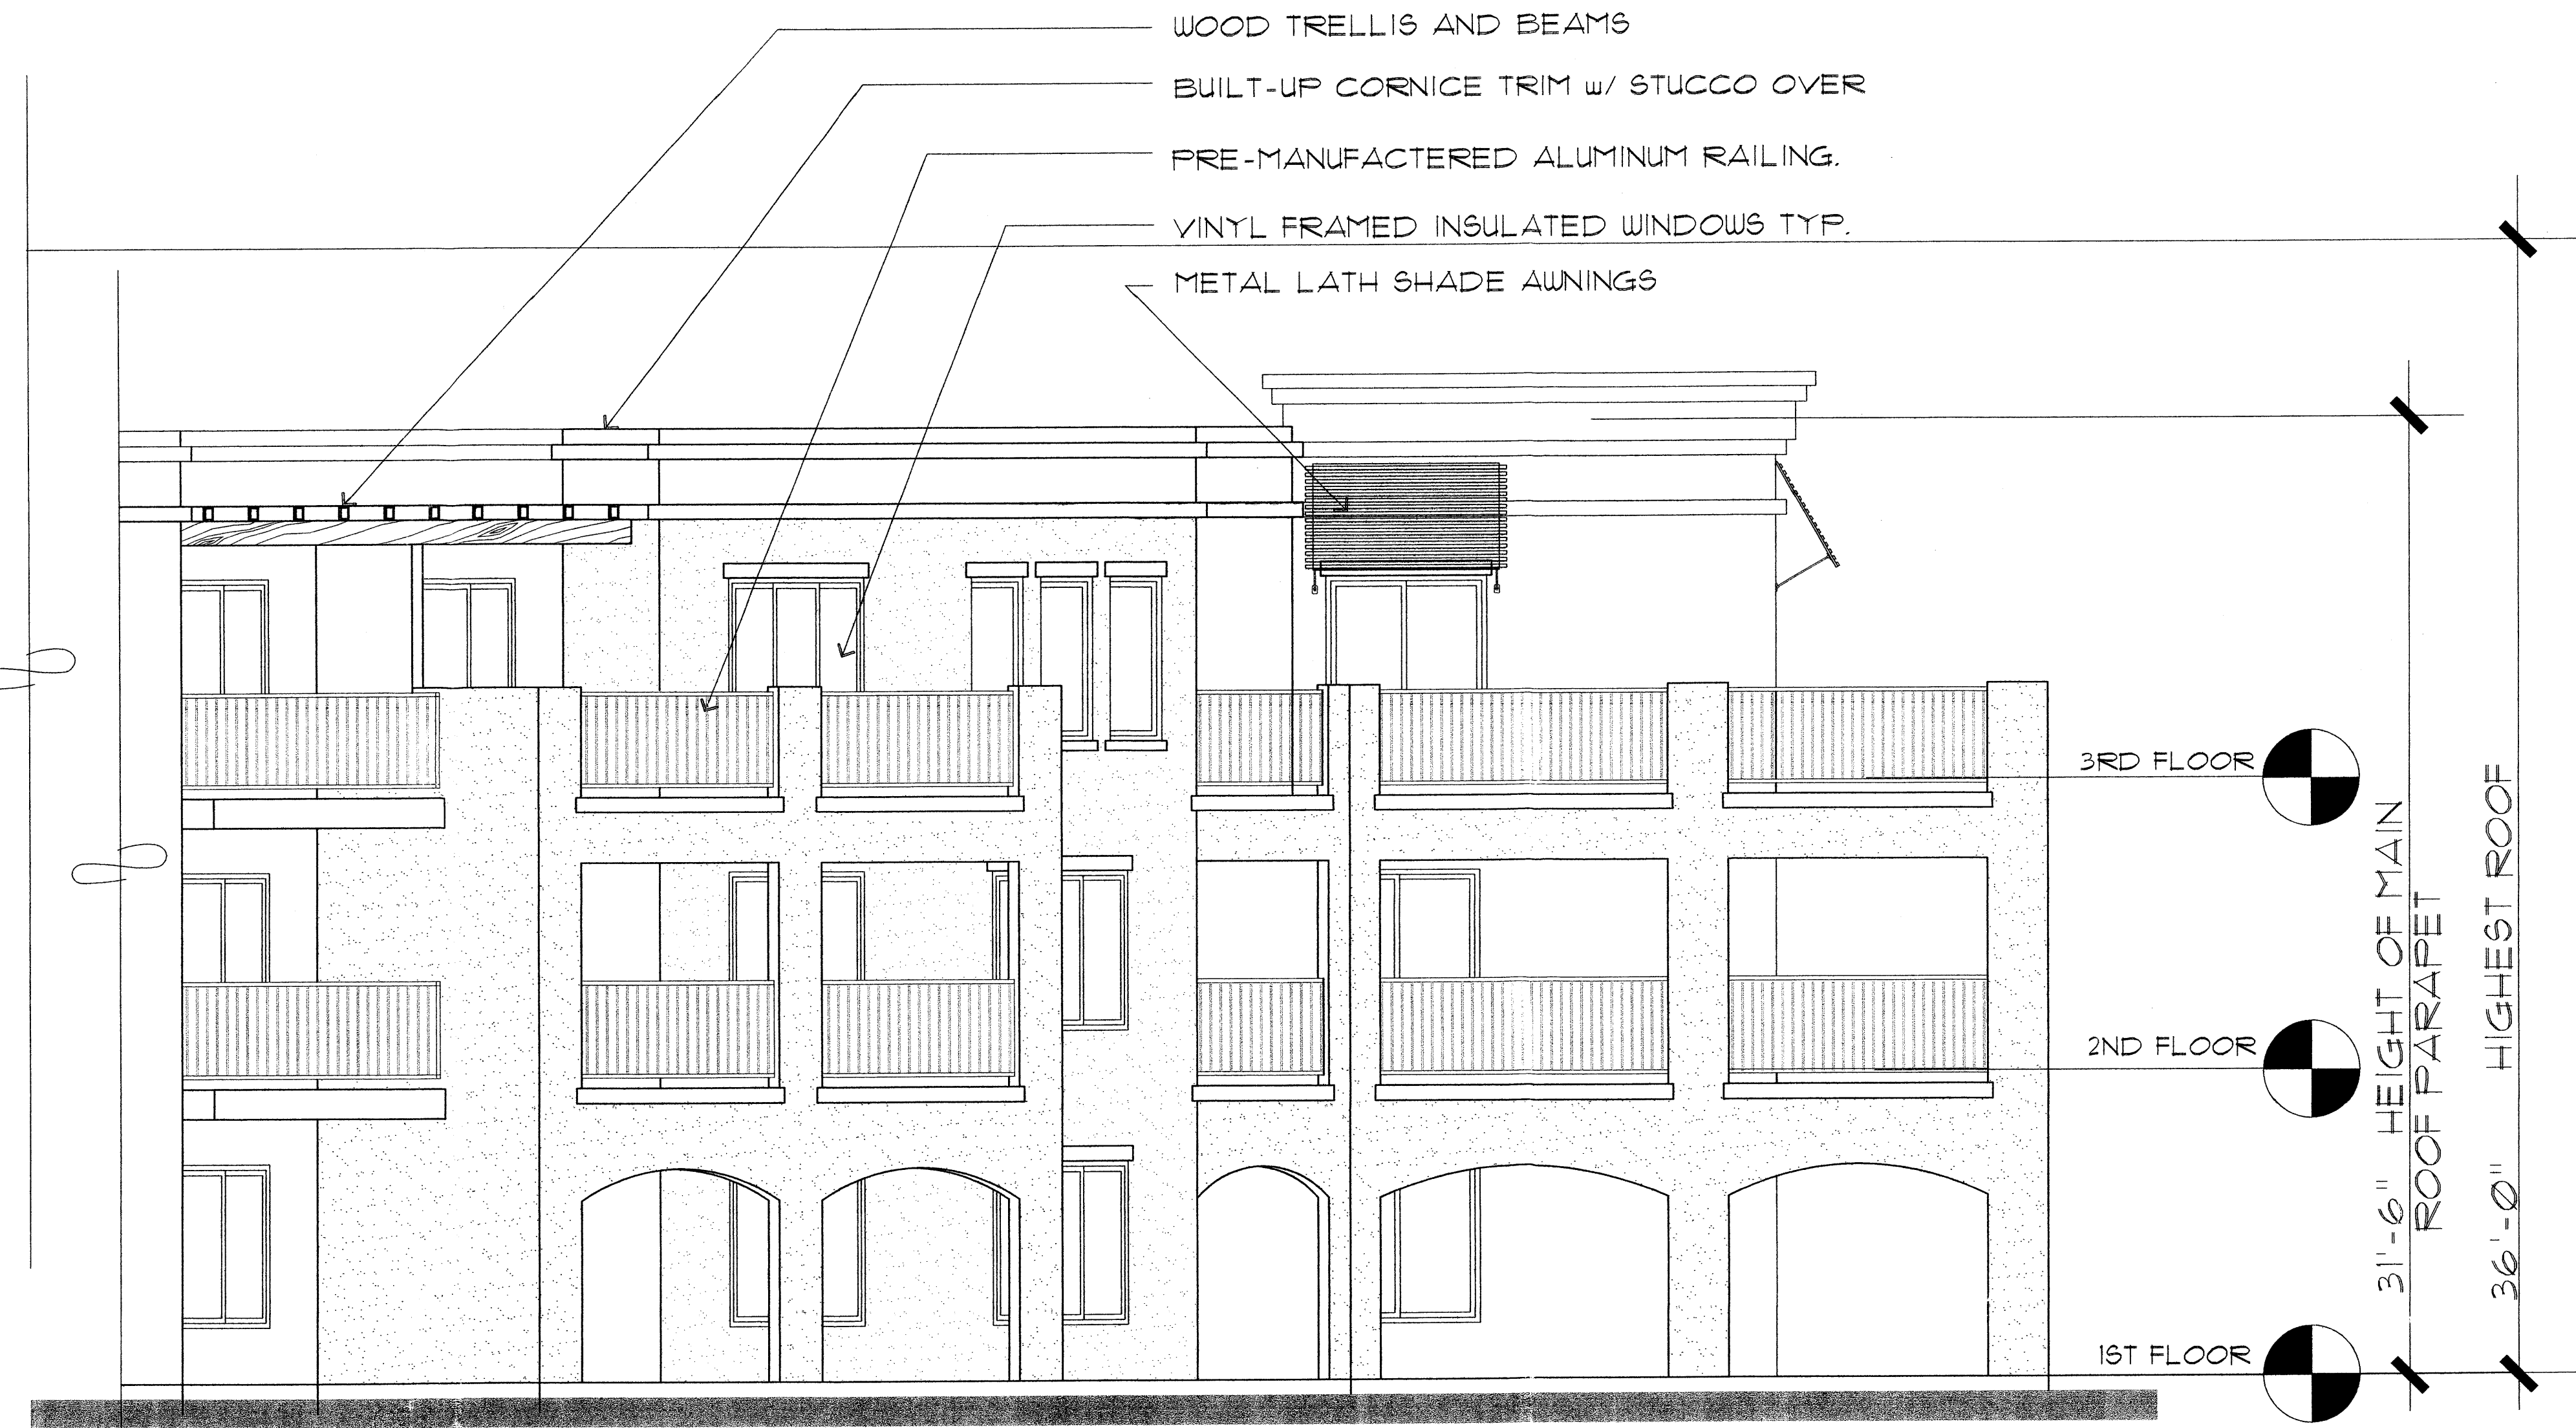 WOOD TRELLIS AND BEAMS
BUILT-UP CORNICE TRIM w/ STUCCO OVER
PRE-MANUFACTERED ALUMINUM RAILING.
VINYL FRAMED INSULATED WINDOWS TYP.
METAL LATH SHADE AWNINGS
3RD FLOOR
2ND FLOOR
1ST FLOOR
31'-6" HEIGHT OF MAIN
ROOF PARAPET
36'-0" HIGHEST ROOF